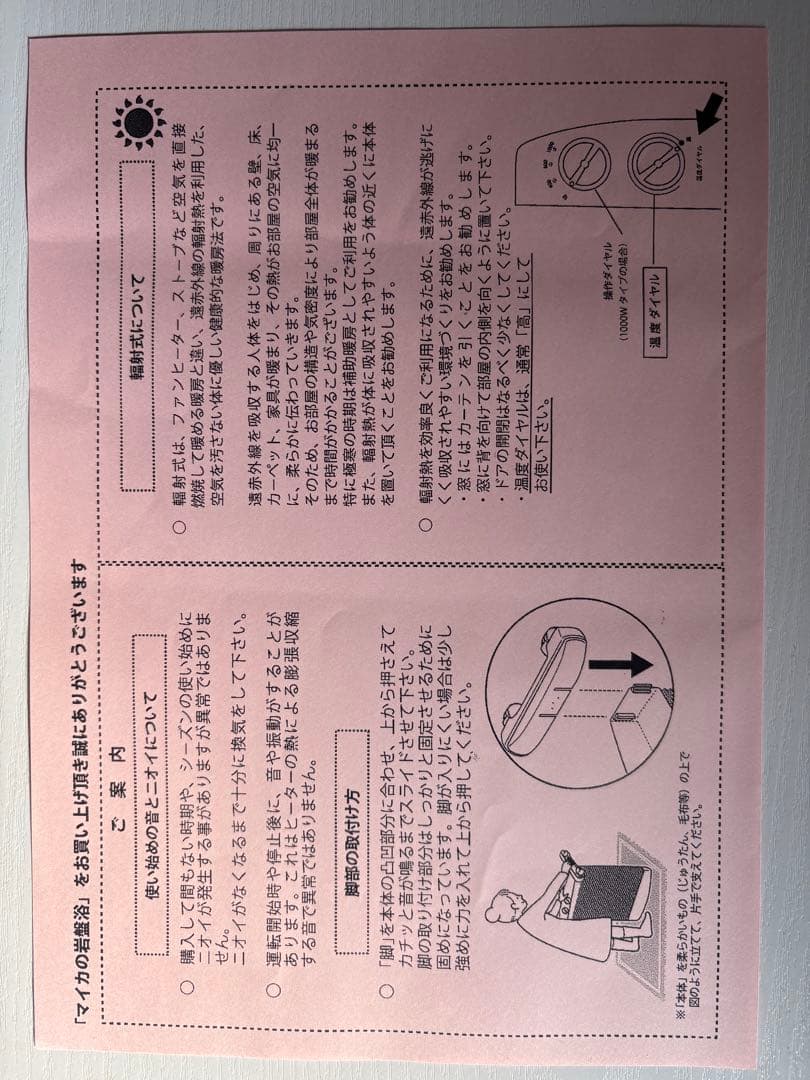 「マイカの岩盤浴」をお買い上げ頂き誠にありがとうございます
ご 案 内
使い始めの音とニオイについて
○ 購入して間もない時期や、シーズンの使い始めに
ニオイが発生する事がありますが異常ではありま
せん。
ニオイがなくなるまで十分に換気をして下さい。
○ 運転開始時や停止後に、音や振動がすることが
あります。これはヒーターの熱による膨張収縮
する音で異常ではありません。
脚部の取付け方
○ 「脚」を本体の凸凹部分に合わせ、上から押さえて
カチッと音が鳴るまでスライドさせて下さい。
脚の取り付け部分はしっかりと固定させるために
固めになっています。脚が入りにくい場合は少し
強めに力を入れて上から押してください。
※「本体」を柔らかいもの（じゅうたん、毛布等）の上で
図のように立てて、片手で支えてください。
輻射式について
○ 輻射式は、ファンヒーター、ストーブなど空気を直接
燃焼して暖める暖房と違い、遠赤外線の輻射熱を利用した、
空気を汚さない体に優しい健康的な暖房法です。
遠赤外線を吸収する人体をはじめ、周りにある壁、床、
カーペット、家具が暖まり、その熱がお部屋の空気に均一
に、柔らかに伝わっていきます。
そのため、お部屋の構造や気密度により部屋全体が暖まる
まで時間がかかることがございます。
特に極寒の時期は補助暖房としてご利用をお勧めします。
また、輻射熱が体に吸収されやすいよう体の近くに本体
を置いて頂くことをお勧めします。
○ 輻射熱を効率良くご利用になるために、遠赤外線が逃げに
くく吸収されやすい環境づくりをお勧めします。
・窓にはカーテンを引くことをお勧めします。
・窓に背を向けて部屋の内側を向くように置いて下さい。
・ドアの開閉はなるべく少なくしてください。
・温度ダイヤルは、通常「高」にして
お使い下さい。
操作ダイヤル
（1000Wタイプの場合）
温度 ダイヤル
温度ダイヤル